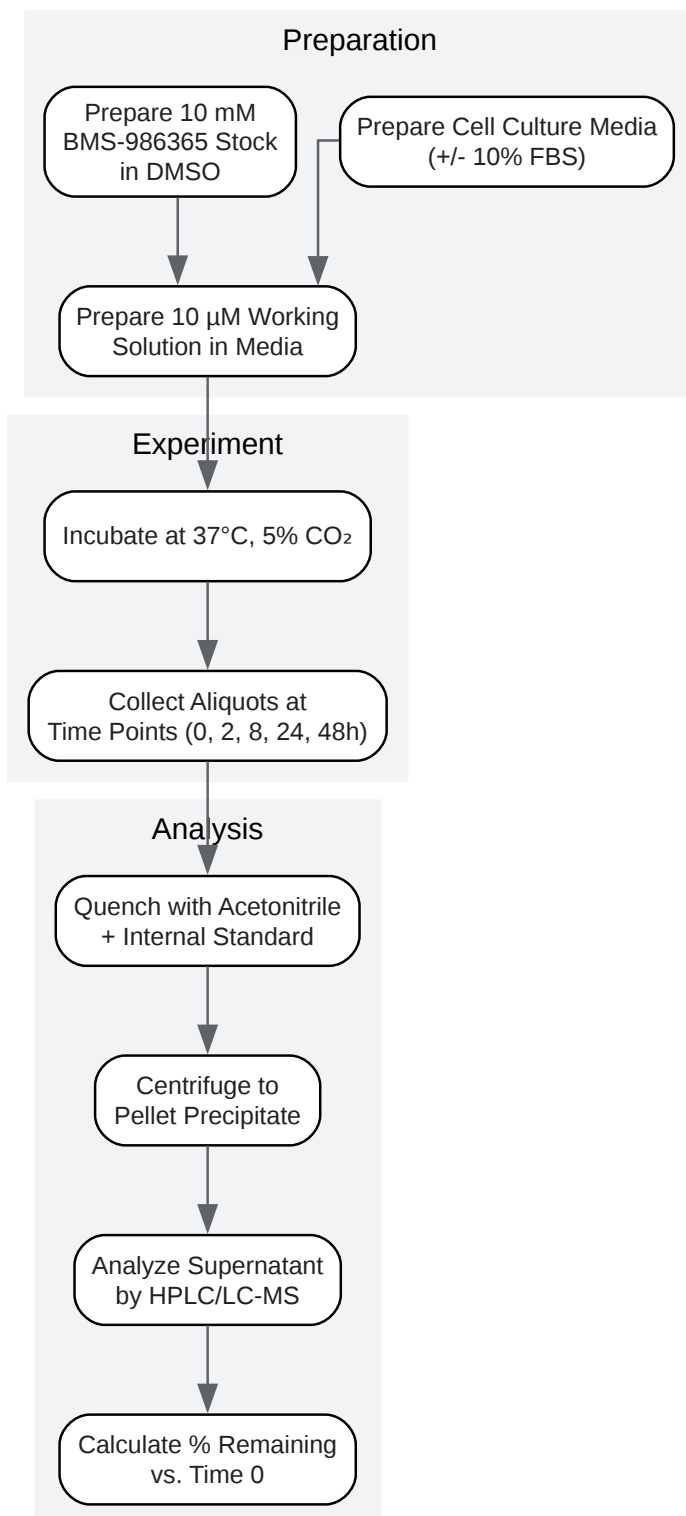 Preparation
Prepare 10 mM
BMS-986365 Stock
in DMSO
Prepare Cell Culture Media
(+/- 10% FBS)
Prepare 10 µM Working
Solution in Media
Experiment
Incubate at 37°C, 5% CO₂
Collect Aliquots at
Time Points (0, 2, 8, 24, 48h)
Analysis
Quench with Acetonitrile
+ Internal Standard
Centrifuge to
Pellet Precipitate
Analyze Supernatant
by HPLC/LC-MS
Calculate % Remaining
vs. Time 0